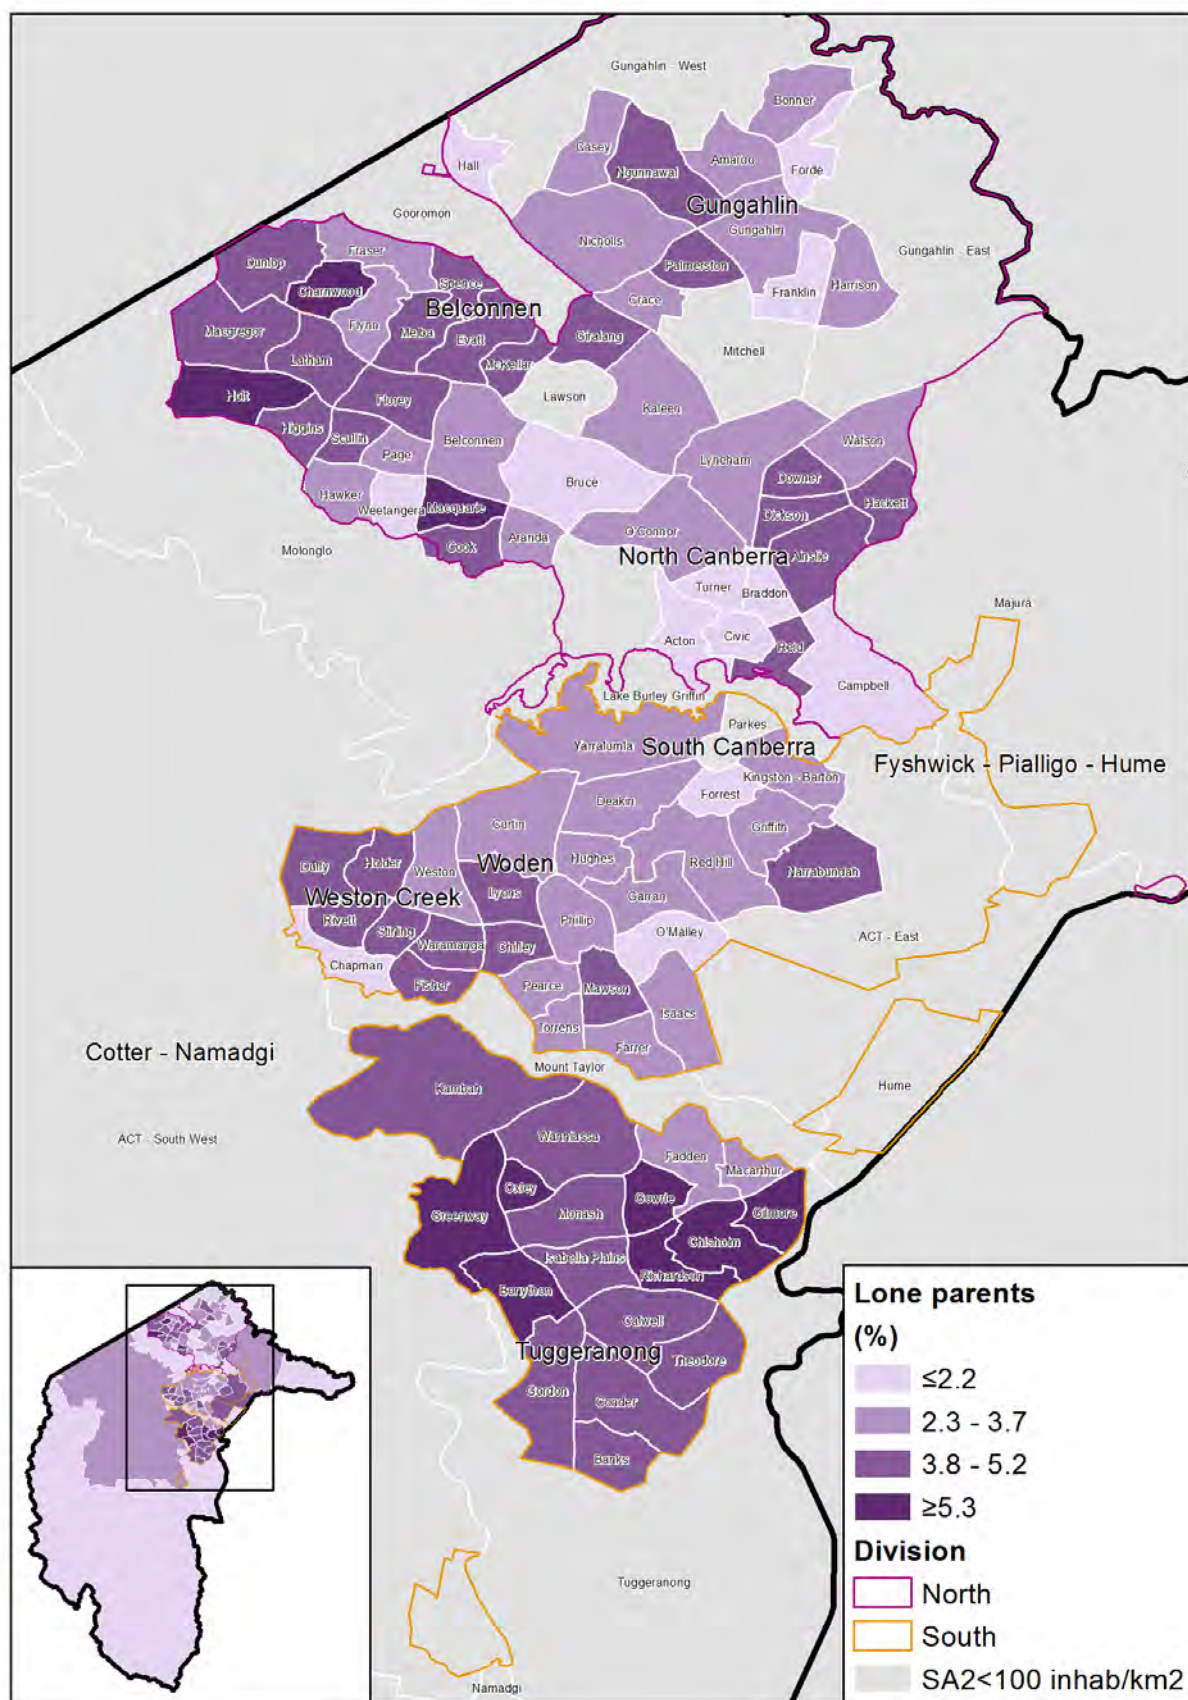 Gungahlin - West
Bonner
Casey
Ngunnawal
Amaroo
Forde
Hall
Gungahlin
Gooromon
Nicholls
Gungahlin
Gungahlin - East
Dunlop
Fraser
Palmerston
Charnwood
Spence
Crace
Franklin
Harrison
Belconnen
Macgregor
Flynn
Melba
Evatt
Giralang
Mitchell
Latham
McKellar
Holt
Florey
Lawson
Kaleen
Higgins
Scullin
Belconnen
Page
Lyneham
Watson
Downer
Hawker
Weetangera
Macquarie
Bruce
Dickson
Hackett
Molonglo
Cook
Aranda
O'Connor
North Canberra
Ainslie
Turner
Braddon
Majura
Acton
Civic
Reid
Campbell
Lake Burley Griffin
Parkes
Yarralumla
South Canberra
Fyshwick - Pialligo - Hume
Kingston - Barton
Deakin
Forrest
Curtin
Griffith
Duffy
Holder
Weston
Woden
Hughes
Red Hill
Narrabundah
Weston Creek
Lyons
Garran
Rivett
Stirling
Phillip
Waramanga
Chifley
O'Malley
ACT - East
Chapman
Fisher
Pearce
Mawson
Isaacs
Torrens
Farrer
Cotter - Namadgi
Mount Taylor
Kambah
Hume
ACT - South West
Wanniassa
Fadden
Macarthur
Oxley
Gowrie
Greenway
Monash
Gilmore
Chisholm
Isabella Plains
Richardson
Bonython
Calwell
Tuggeranong
Theodore
Gordon
Conder
Banks
Tuggeranong
Namadgi
Lone parents
(%)
≤2.2
2.3 - 3.7
3.8 - 5.2
≥5.3
Division
North
South
SA2<100 inhab/km2